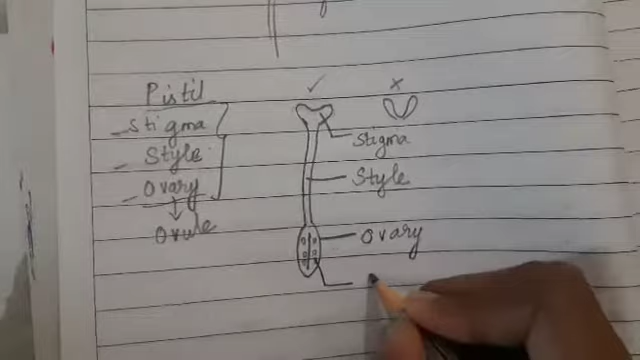 Pistil
Stigma
Style
Ovary
Ovule
Stigma
Style
Ovary